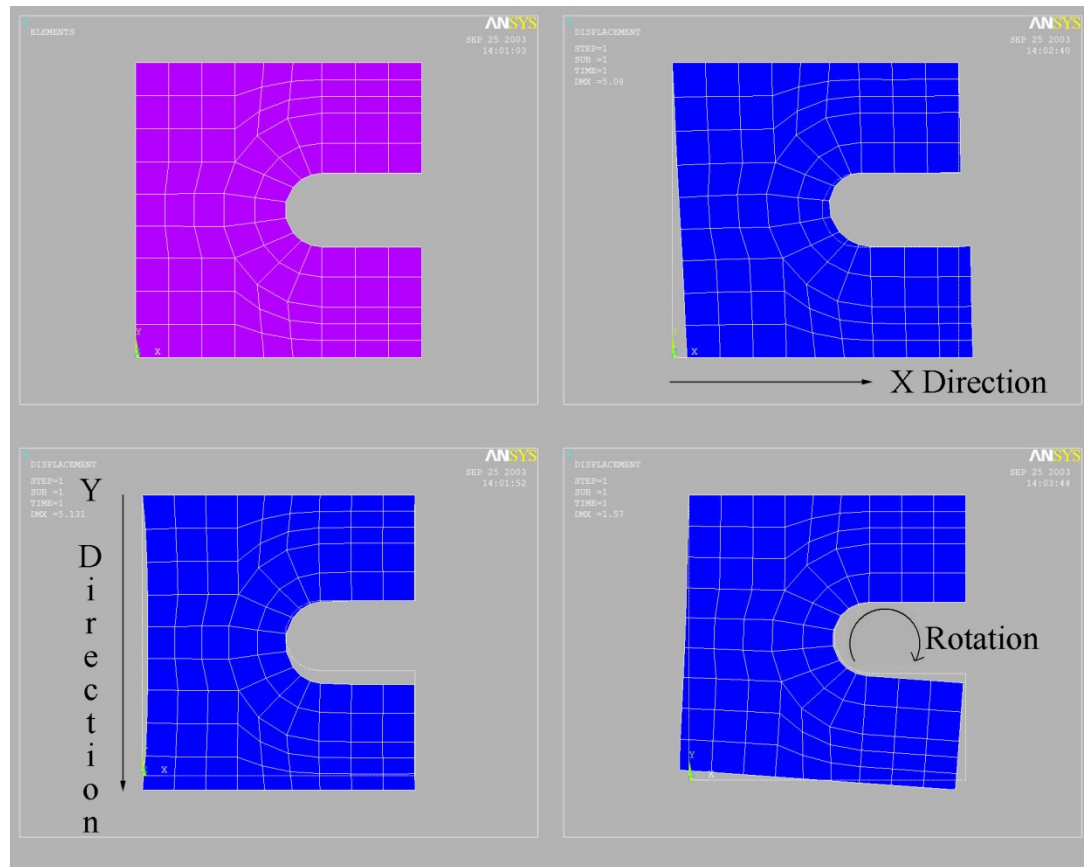 ANSYS
ELEMENTS
SEP 25 2003
14:01:03
Y
X
ANSYS
DISPLACEMENT
SEP 25 2003
14:02:40
STEP=1
SUB =1
TIME=1
DMX =5.08
X
X Direction
ANSYS
DISPLACEMENT
SEP 25 2003
14:01:52
STEP=1
SUB =1
TIME=1
DMX =5.131
Y Direction
X
ANSYS
DISPLACEMENT
SEP 25 2003
14:03:44
STEP=1
SUB =1
TIME=1
DMX =1.57
Rotation
Y
X